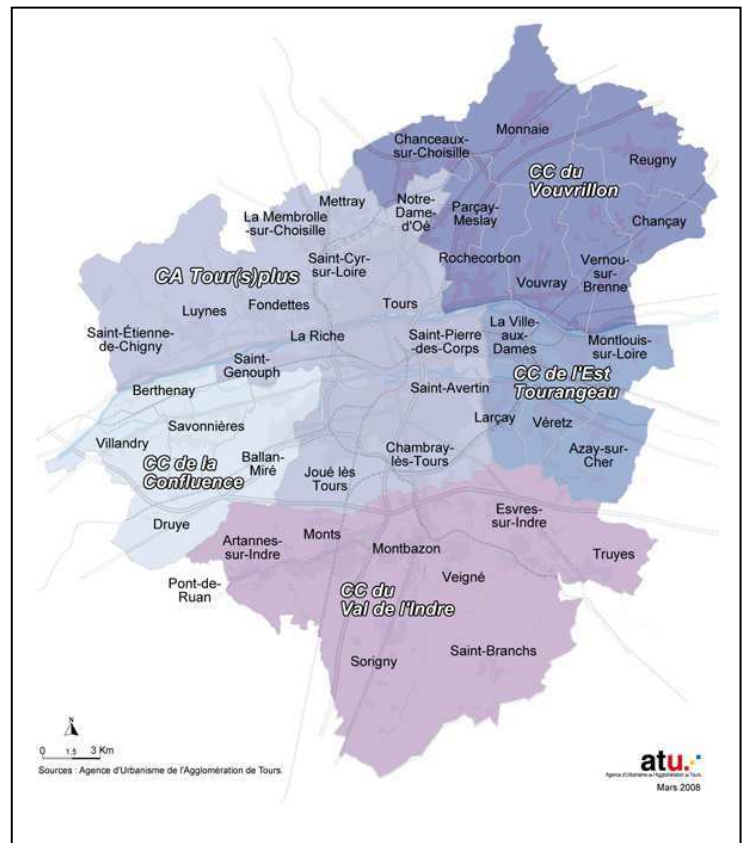 Monnaie
Chanceaux-
sur-Choisille
Reugny
CC du
Vouvrillon
Mettray
Notre-
Dame-
d'Oé
La Membrolle
-sur-Choisille
Parçay-
Meslay
Chançay
Saint-Cyr-
sur-Loire
Rochecorbon
Vernou-
sur-
Brenne
CA Tour(s)plus
Vouvray
Luynes
Fondettes
Tours
Saint-Étienne-
de-Chigny
La Riche
Saint-Pierre
-des-Corps
La Ville-
aux-
Dames
Montlouis-
sur-Loire
Saint-
Genouph
CC de l'Est
Tourangeau
Berthenay
Saint-Avertin
Savonnières
Larçay
Véretz
Villandry
CC de la
Confluence
Ballan-
Miré
Joué lès
Tours
Chambray
-lès-Tours
Azay-sur-
Cher
Druye
Esvres-
sur-Indre
Artannes-
sur-Indre
Monts
Montbazon
Truyes
Pont-de-
Ruan
Veigné
CC du
Val de l'Indre
Sorigny
Saint-Branchs
N
0 1.5 3 Km
Sources : Agence d'Urbanisme de l'Agglomération de Tours.
atu.
Agence d'Urbanisme de l'Agglomération de Tours.
Mars 2008